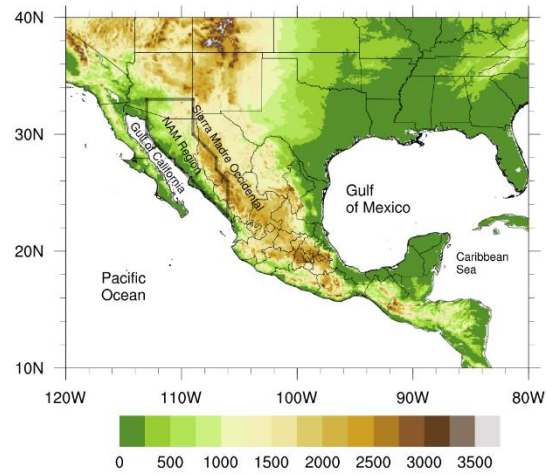 40N
30N
Gulf of California
NAM Region
Sierra Madre Occidental
Gulf
of Mexico
20N
Caribbean
Sea
Pacific
Ocean
10N
120W 110W 100W 90W 80W
0 500 1000 1500 2000 2500 3000 3500